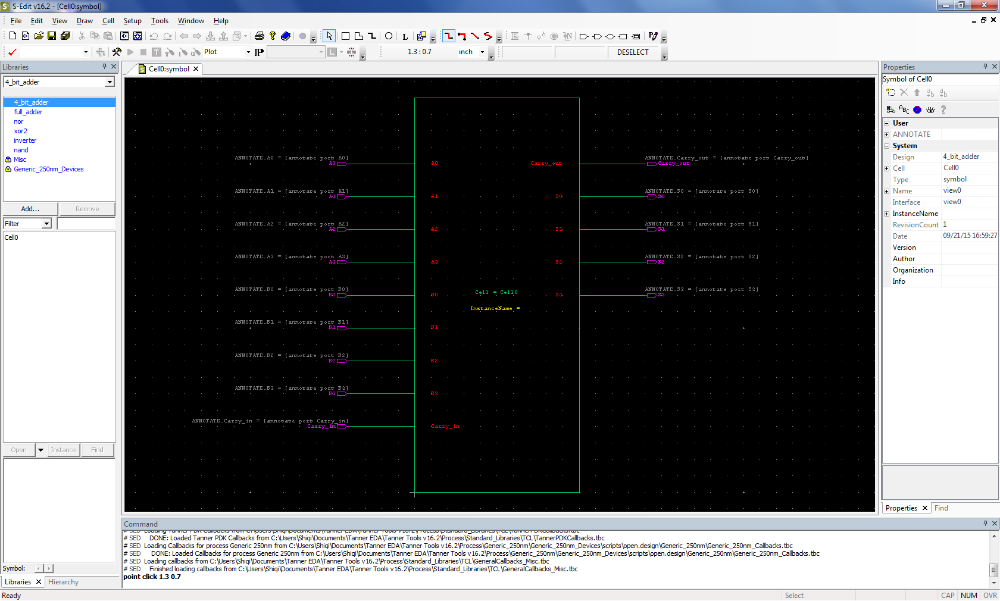 S-Edit v16.2 - [Cell0:symbol]
File Edit View Draw Cell Setup Tools Window Help
Plot
1.3 : 0.7 inch
DESELECT
Libraries
4_bit_adder
4_bit_adder
full_adder
nor
xor2
inverter
nand
Misc
Generic_250nm_Devices
Add... Remove
Filter
Cell0
Open Instance Find
Symbol:
Libraries Hierarchy
Cell0:symbol
ANNOTATE.A0 = [annotate port A0]
A0 A0
ANNOTATE.A1 = [annotate port A1]
A1 A1
ANNOTATE.A2 = [annotate port A2]
A2 A2
ANNOTATE.A3 = [annotate port A3]
A3 A3
ANNOTATE.B0 = [annotate port B0]
B0 B0
ANNOTATE.B1 = [annotate port B1]
B1 B1
ANNOTATE.B2 = [annotate port B2]
B2 B2
ANNOTATE.B3 = [annotate port B3]
B3 B3
ANNOTATE.Carry_in = [annotate port Carry_in]
Carry_in Carry_in
Cell = Cell0
InstanceName =
ANNOTATE.Carry_out = [annotate port Carry_out]
Carry_out Carry_out
ANNOTATE.S0 = [annotate port S0]
S0 S0
ANNOTATE.S1 = [annotate port S1]
S1 S1
ANNOTATE.S2 = [annotate port S2]
S2 S2
ANNOTATE.S3 = [annotate port S3]
S3 S3
Properties
Symbol of Cell0
User
ANNOTATE
System
Design 4_bit_adder
Cell Cell0
Type symbol
Name view0
Interface view0
InstanceName
RevisionCount 1
Date 09/21/15 16:59:27
Version
Author
Organization
Info
Properties Find
Command
# SED Loading Tanner PDK Callbacks from C:\Users\Shiqi\Documents\Tanner EDA\Tanner Tools v16.2\Process\Standard_Libraries\TCL\TannerPDKCallbacks.tbc
# SED DONE: Loaded Tanner PDK Callbacks from C:\Users\Shiqi\Documents\Tanner EDA\Tanner Tools v16.2\Process\Standard_Libraries\TCL\TannerPDKCallbacks.tbc
# SED Loading Callbacks for process Generic 250nm from C:\Users\Shiqi\Documents\Tanner EDA\Tanner Tools v16.2\Process\Generic_250nm\Generic_250nm_Devices\scripts\open.design\Generic_250nm\Generic_250nm_Callbacks.tbc
# SED DONE: Loaded Callbacks for process Generic 250nm from C:\Users\Shiqi\Documents\Tanner EDA\Tanner Tools v16.2\Process\Generic_250nm\Generic_250nm_Devices\scripts\open.design\Generic_250nm\Generic_250nm_Callbacks.tbc
# SED Loading callbacks from C:\Users\Shiqi\Documents\Tanner EDA\Tanner Tools v16.2\Process\Standard_Libraries\TCL\GeneralCallbacks_Misc.tbc
# SED Finished loading callbacks from C:\Users\Shiqi\Documents\Tanner EDA\Tanner Tools v16.2\Process\Standard_Libraries\TCL\GeneralCallbacks_Misc.tbc
point click 1.3 0.7
Ready Select CAP NUM OVR